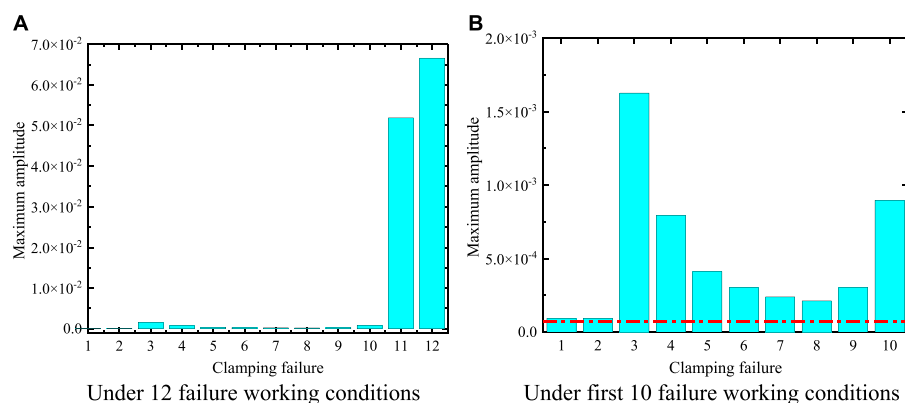 A
7.0×10⁻²
6.0×10⁻²
5.0×10⁻²
4.0×10⁻²
3.0×10⁻²
2.0×10⁻²
1.0×10⁻²
0.0
Maximum amplitude
1 2 3 4 5 6 7 8 9 10 11 12
Clamping failure
Under 12 failure working conditions
B
2.0×10⁻³
1.5×10⁻³
1.0×10⁻³
5.0×10⁻⁴
0.0
Maximum amplitude
1 2 3 4 5 6 7 8 9 10
Clamping failure
Under first 10 failure working conditions